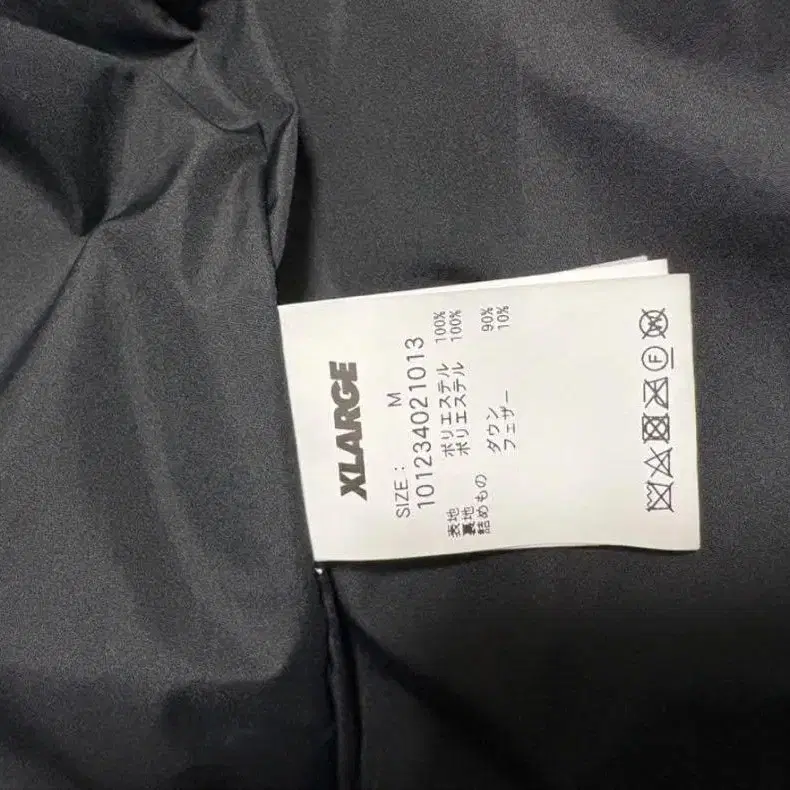 XLARGE
SIZE : M
101234021013
表地 ポリエステル 100%
裏地 ポリエステル 100%
詰めもの ダウン 90%
フェザー 10%
F
W